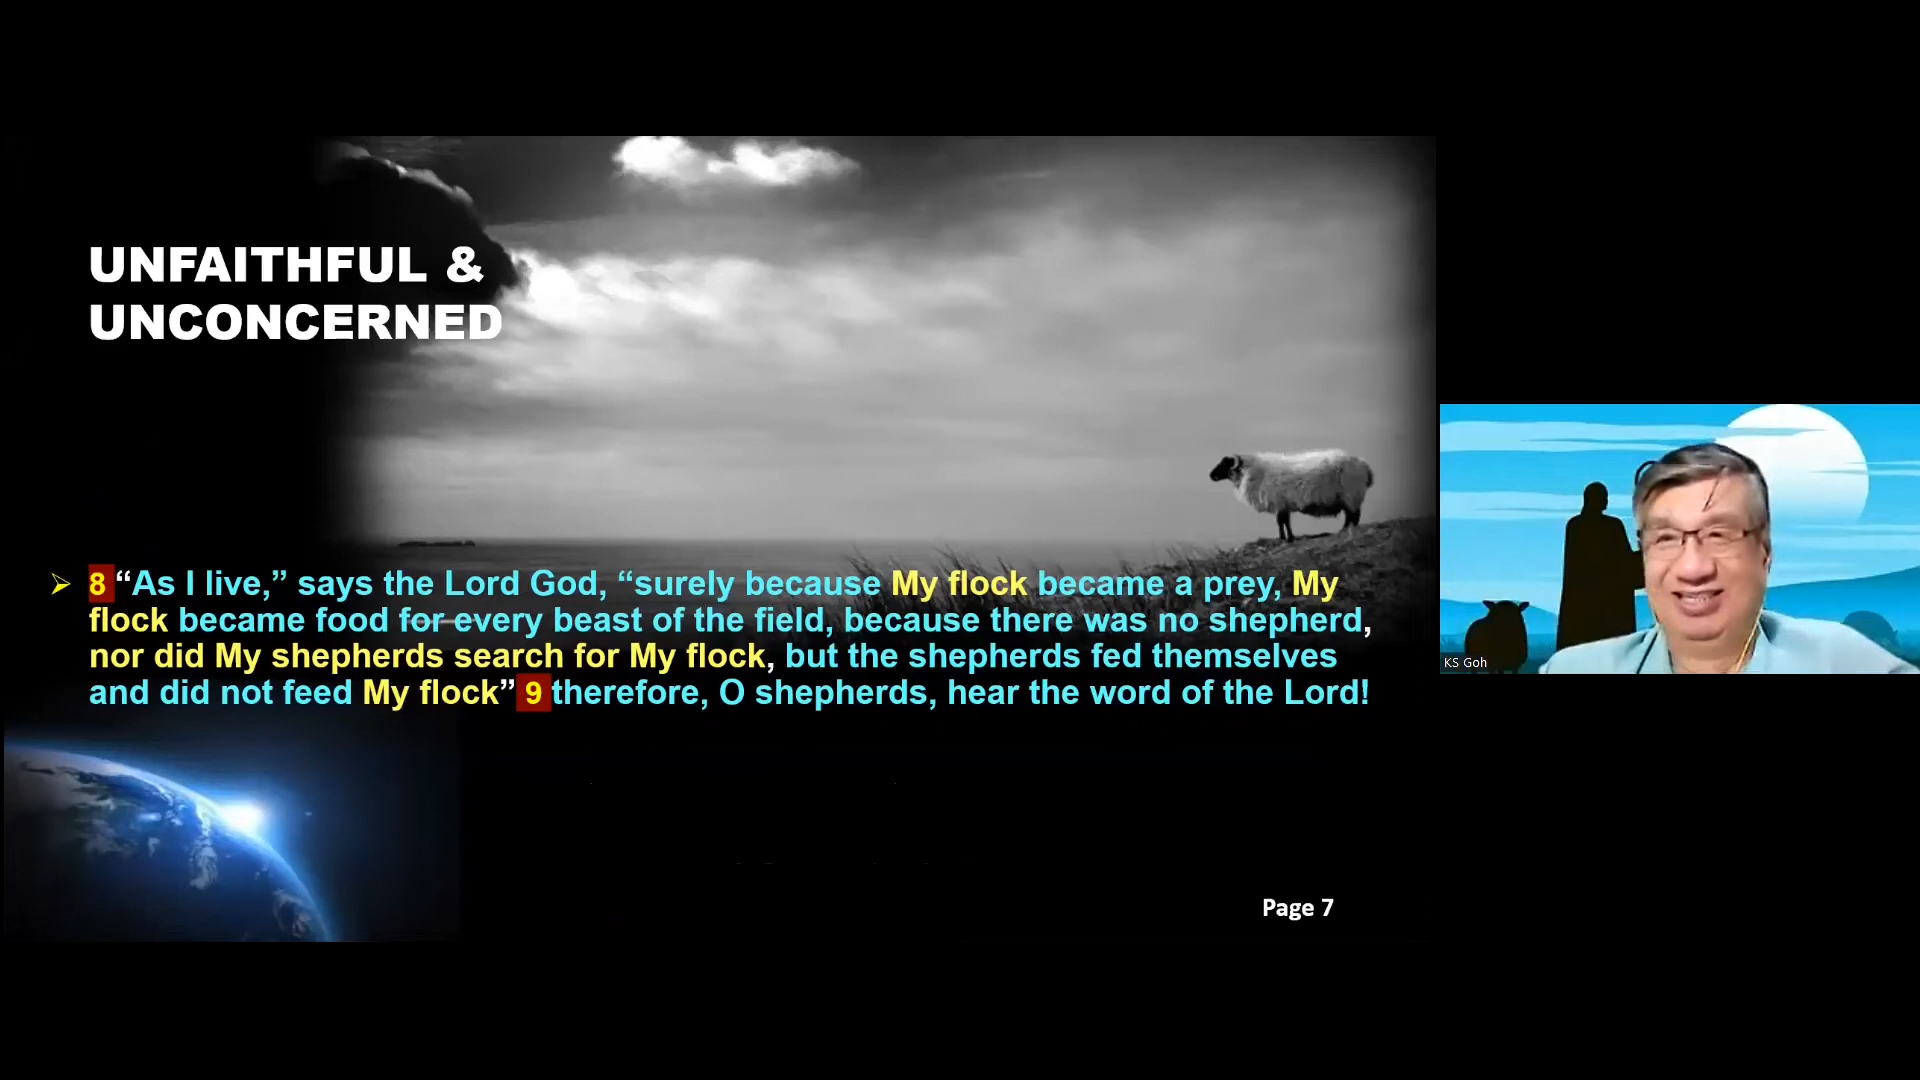 UNFAITHFUL &
UNCONCERNED
➢ 8 “As I live,” says the Lord God, “surely because My flock became a prey, My
flock became food for every beast of the field, because there was no shepherd,
nor did My shepherds search for My flock, but the shepherds fed themselves
and did not feed My flock” 9 therefore, O shepherds, hear the word of the Lord!
KS Goh
Page 7